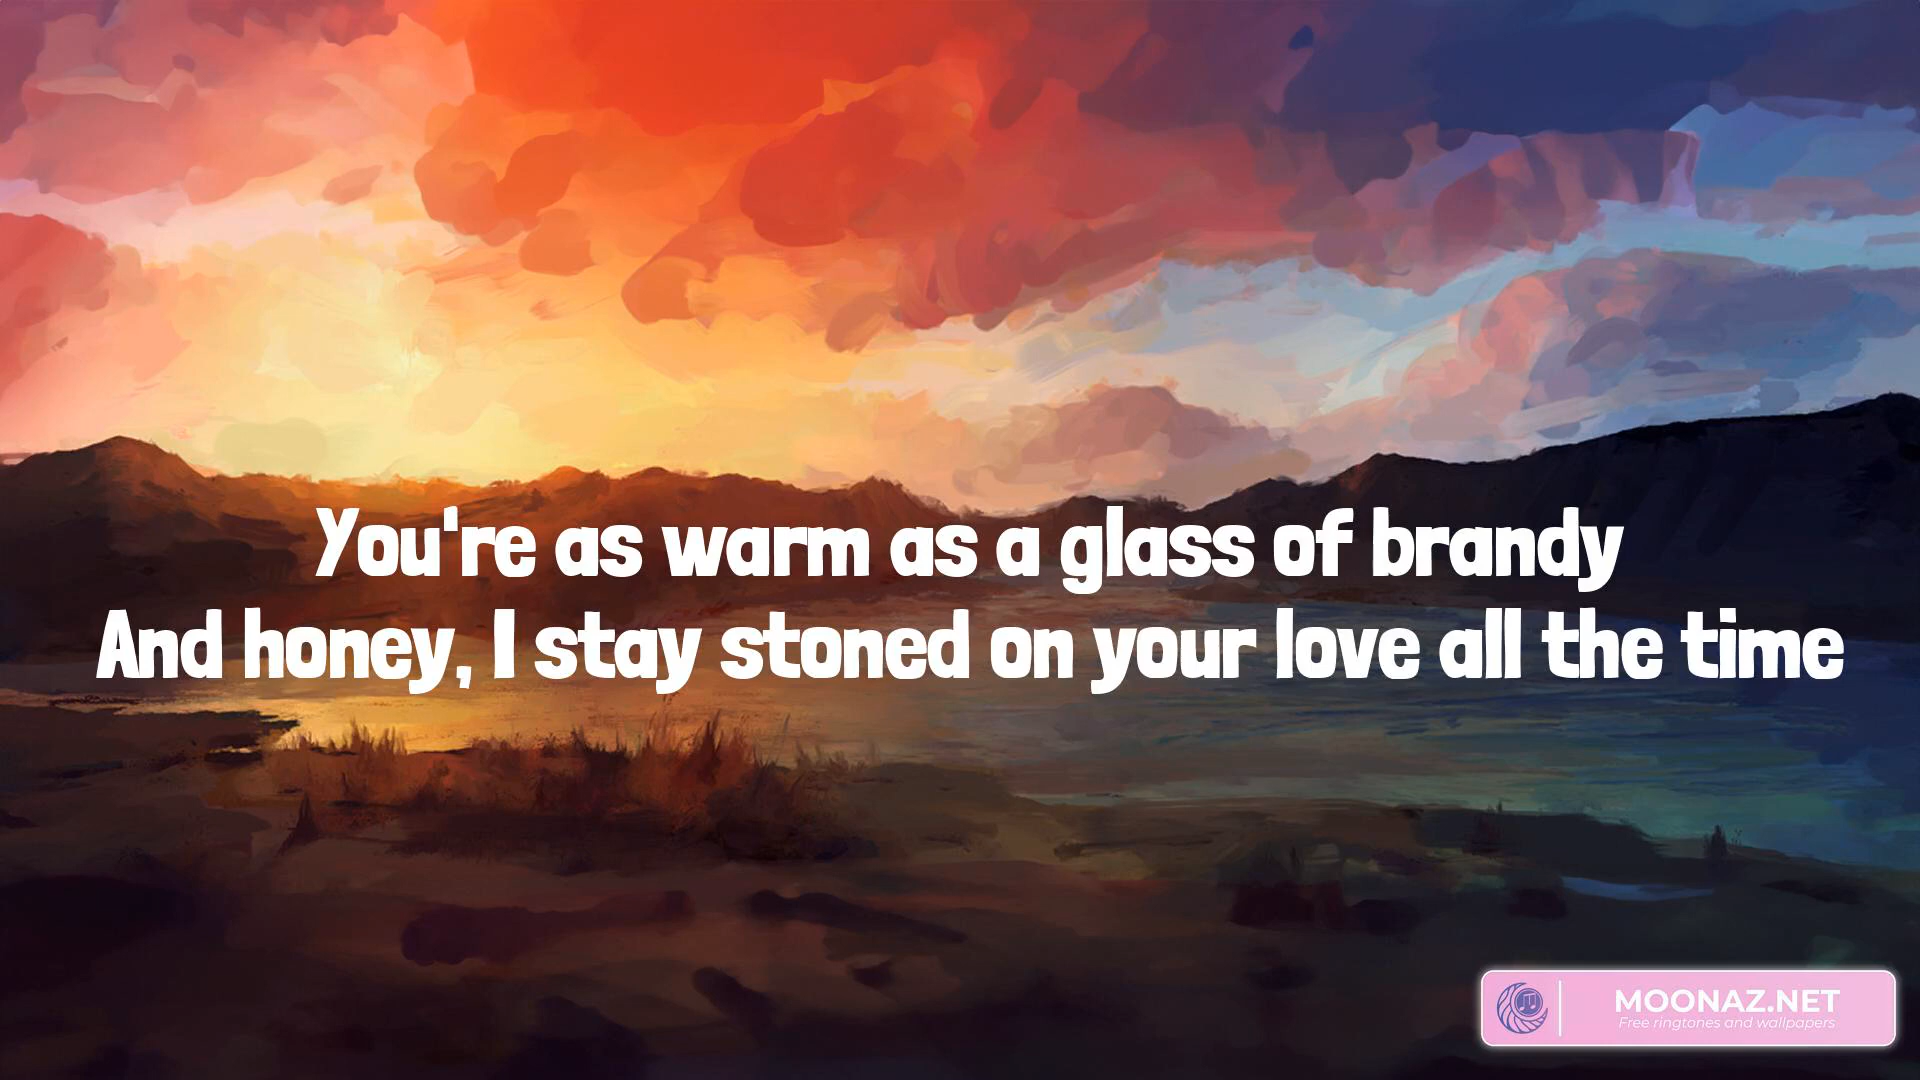 You're as warm as a glass of brandy
And honey, I stay stoned on your love all the time
MOONAZ.NET
Free ringtones and wallpapers